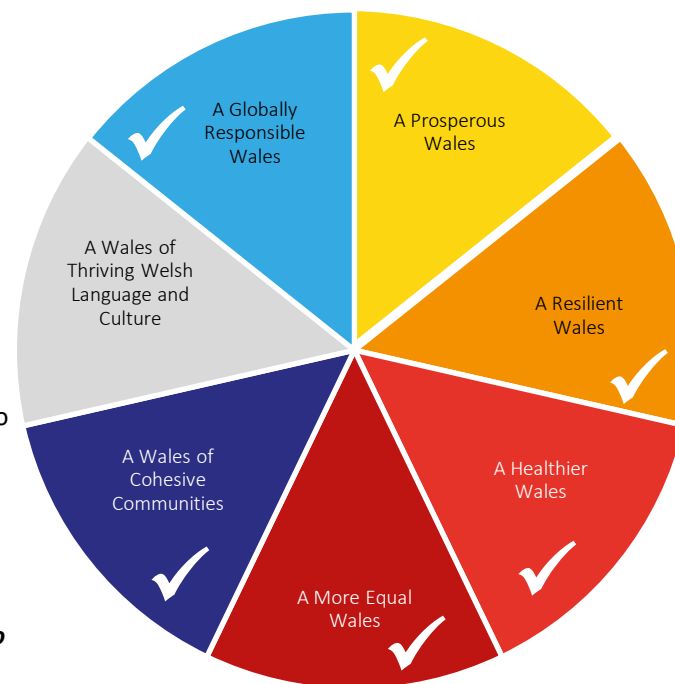 A Globally
Responsible
Wales
A Prosperous
Wales
A Wales of
Thriving Welsh
Language and
Culture
A Resilient
Wales
A Wales of
Cohesive
Communities
A Healthier
Wales
A More Equal
Wales